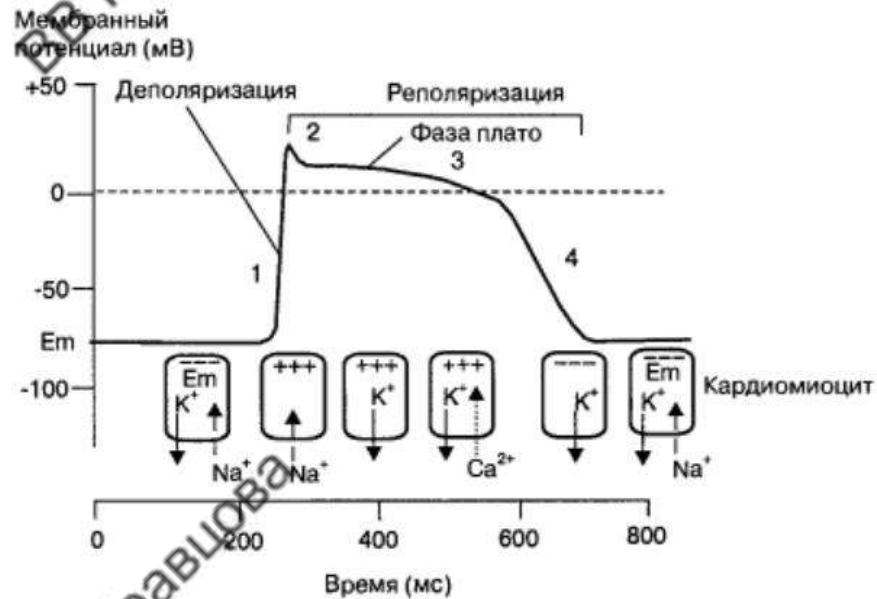 Мембранный
потенциал (мВ)
+50
Деполяризация
Реполяризация
2
Фаза плато
3
0
1
4
-50
Em
-100
– – –
Em
K⁺
Na⁺
+++
Na⁺
+++
K⁺
+++
K⁺
Ca²⁺
– – – –
K⁺
– – –
Em
K⁺
Na⁺
Кардиомиоцит
0 200 400 600 800
Время (мс)